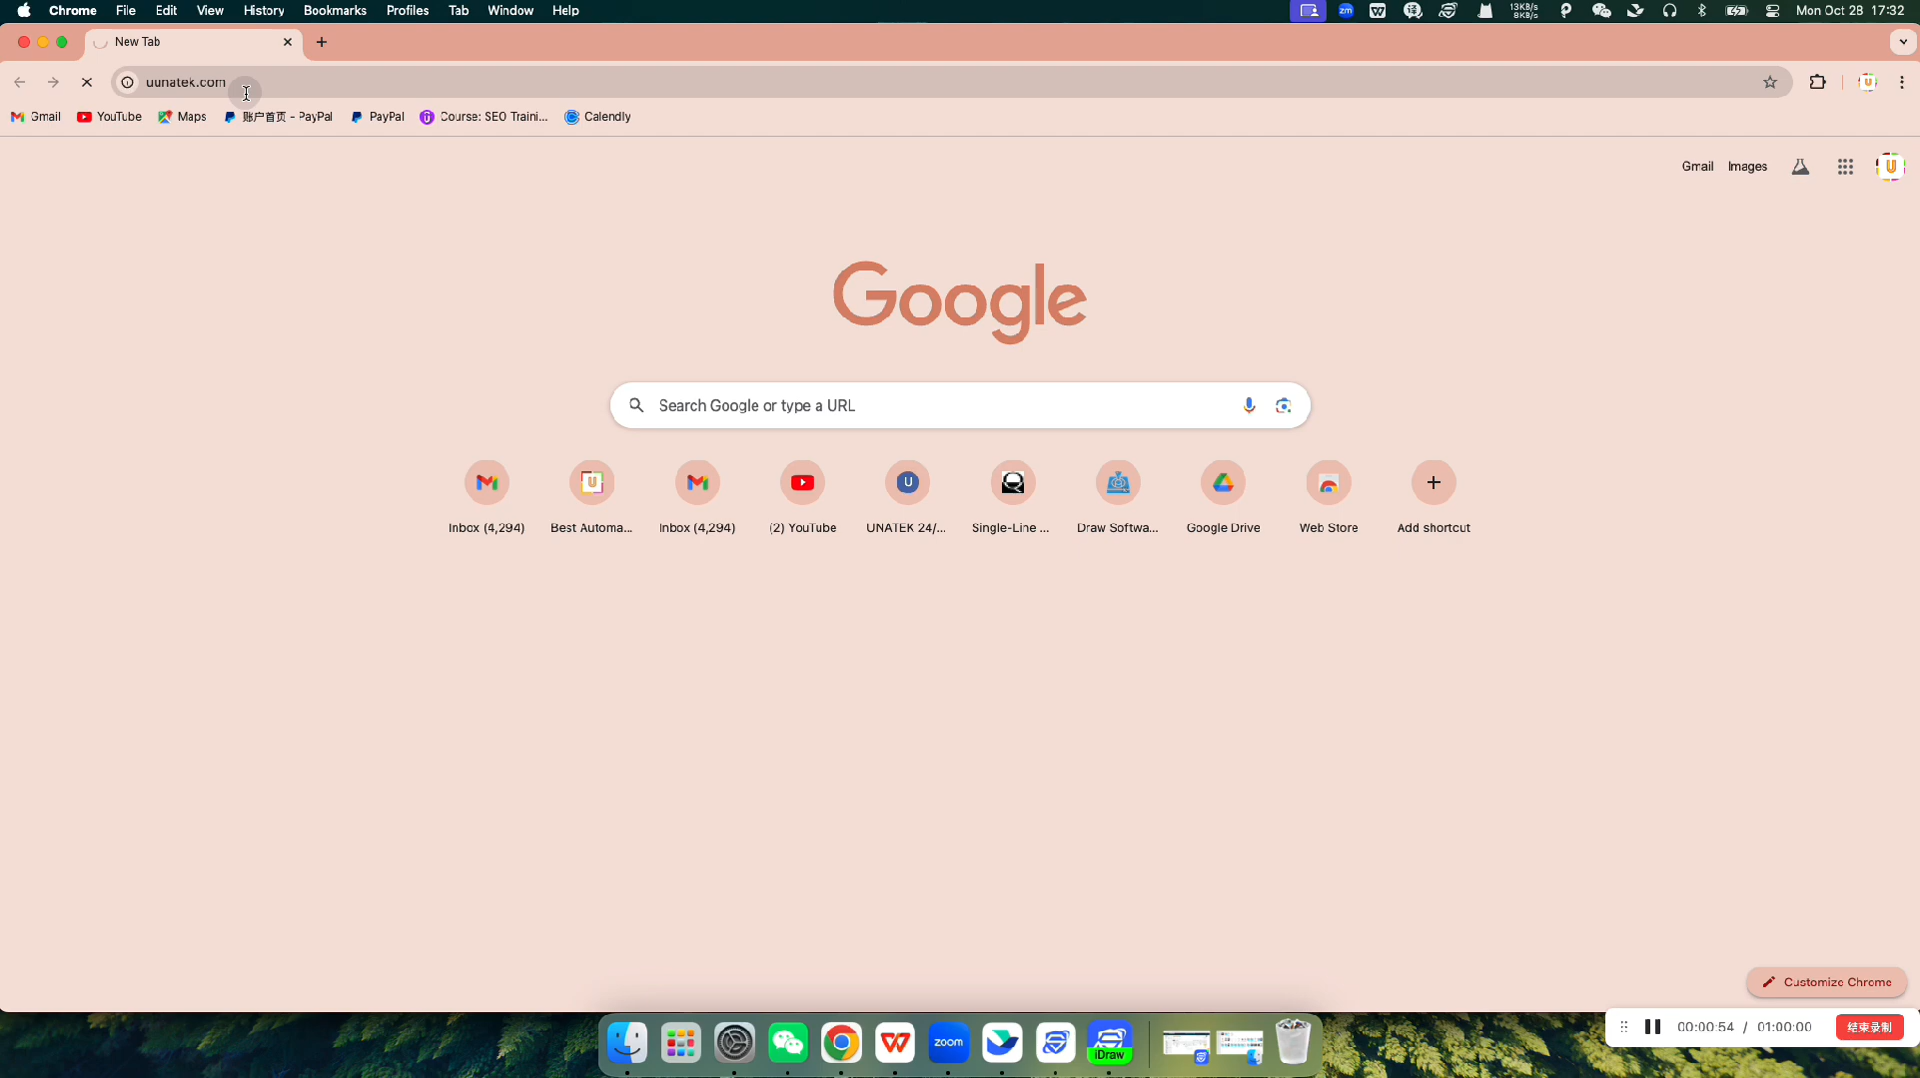 Chrome File Edit View History Bookmarks Profiles Tab Window Help
zm W 译 13KB/s 8KB/s Mon Oct 28 17:32
New Tab
uunatek.com
Gmail YouTube Maps 账户首页 - PayPal PayPal Course: SEO Traini... Calendly
Gmail Images U
Google
Search Google or type a URL
U
Inbox (4,294) Best Automa... Inbox (4,294) (2) YouTube UNATEK 24/... Single-Line ... Draw Softwa... Google Drive Web Store Add shortcut
Customize Chrome
00:00:54 / 01:00:00 结束录制
zoom iDraw